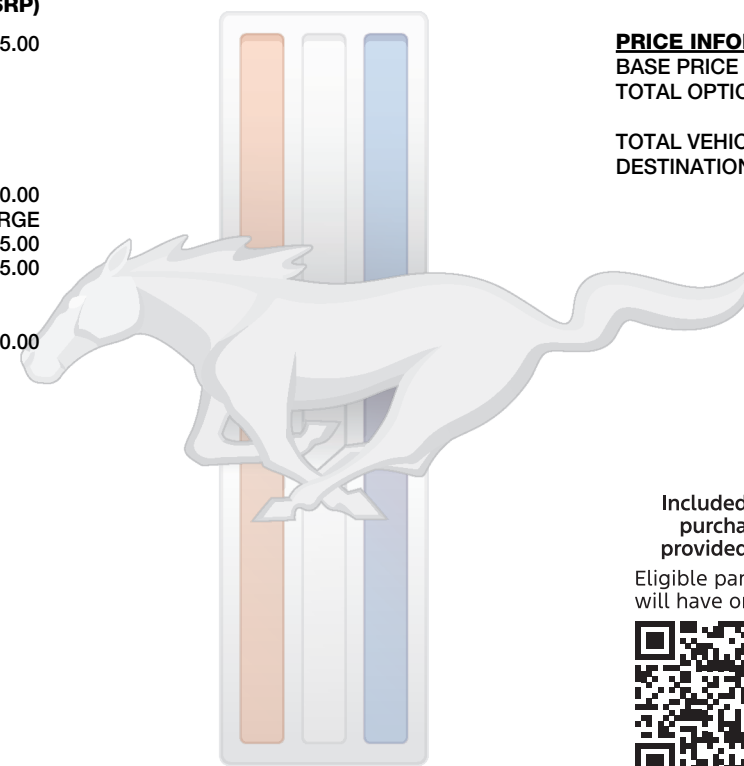 SRP)
5.00
0.00
RGE
5.00
5.00
0.00
PRICE INFO
BASE PRICE
TOTAL OPTIO
TOTAL VEHIC
DESTINATION
Included
purcha
provided
Eligible par
will have or